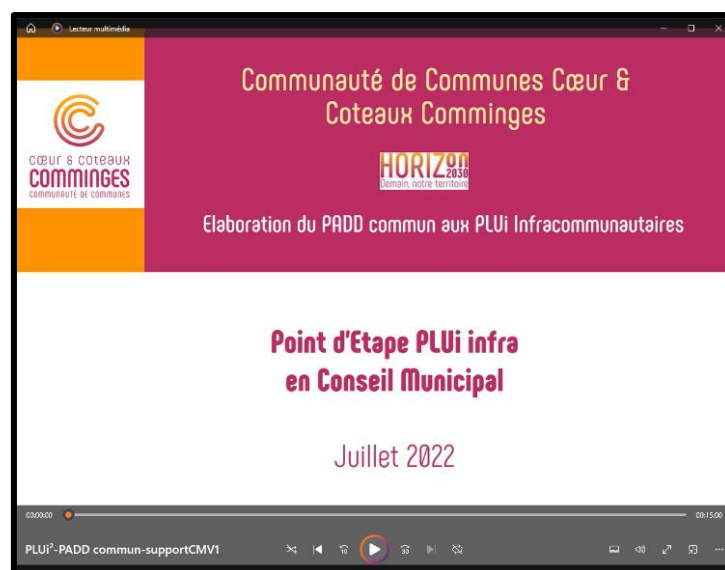 Lecteur multimédia
Communauté de Communes Cœur &
Coteaux Comminges
cœur & coteaux
COMMINGES
COMMUNAUTÉ DE COMMUNES
HORIZON
2030
Demain, notre territoire
Elaboration du PADD commun aux PLUi Infracommunautaires
Point d'Etape PLUi infra
en Conseil Municipal
Juillet 2022
00:00:00
00:15:00
PLUi²-PADD commun-supportCMV1
10
30